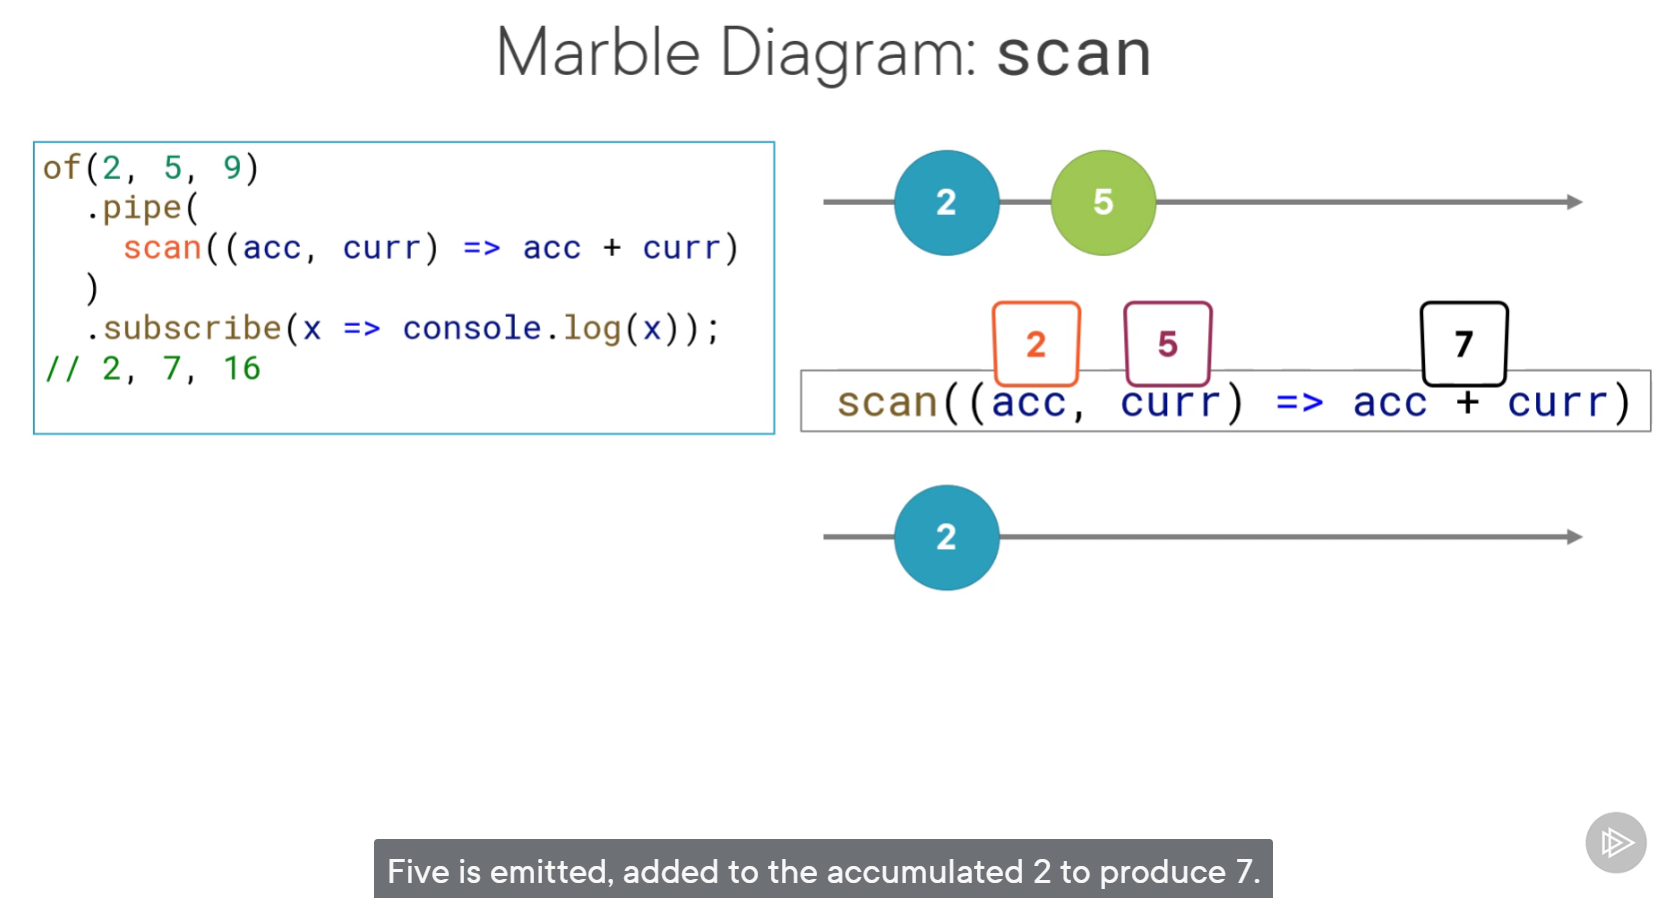 Marble Diagram: scan
of(2, 5, 9)
.pipe(
scan((acc, curr) => acc + curr)
)
.subscribe(x => console.log(x));
// 2, 7, 16
2 5
2 5 7
scan((acc, curr) => acc + curr)
2
Five is emitted, added to the accumulated 2 to produce 7.